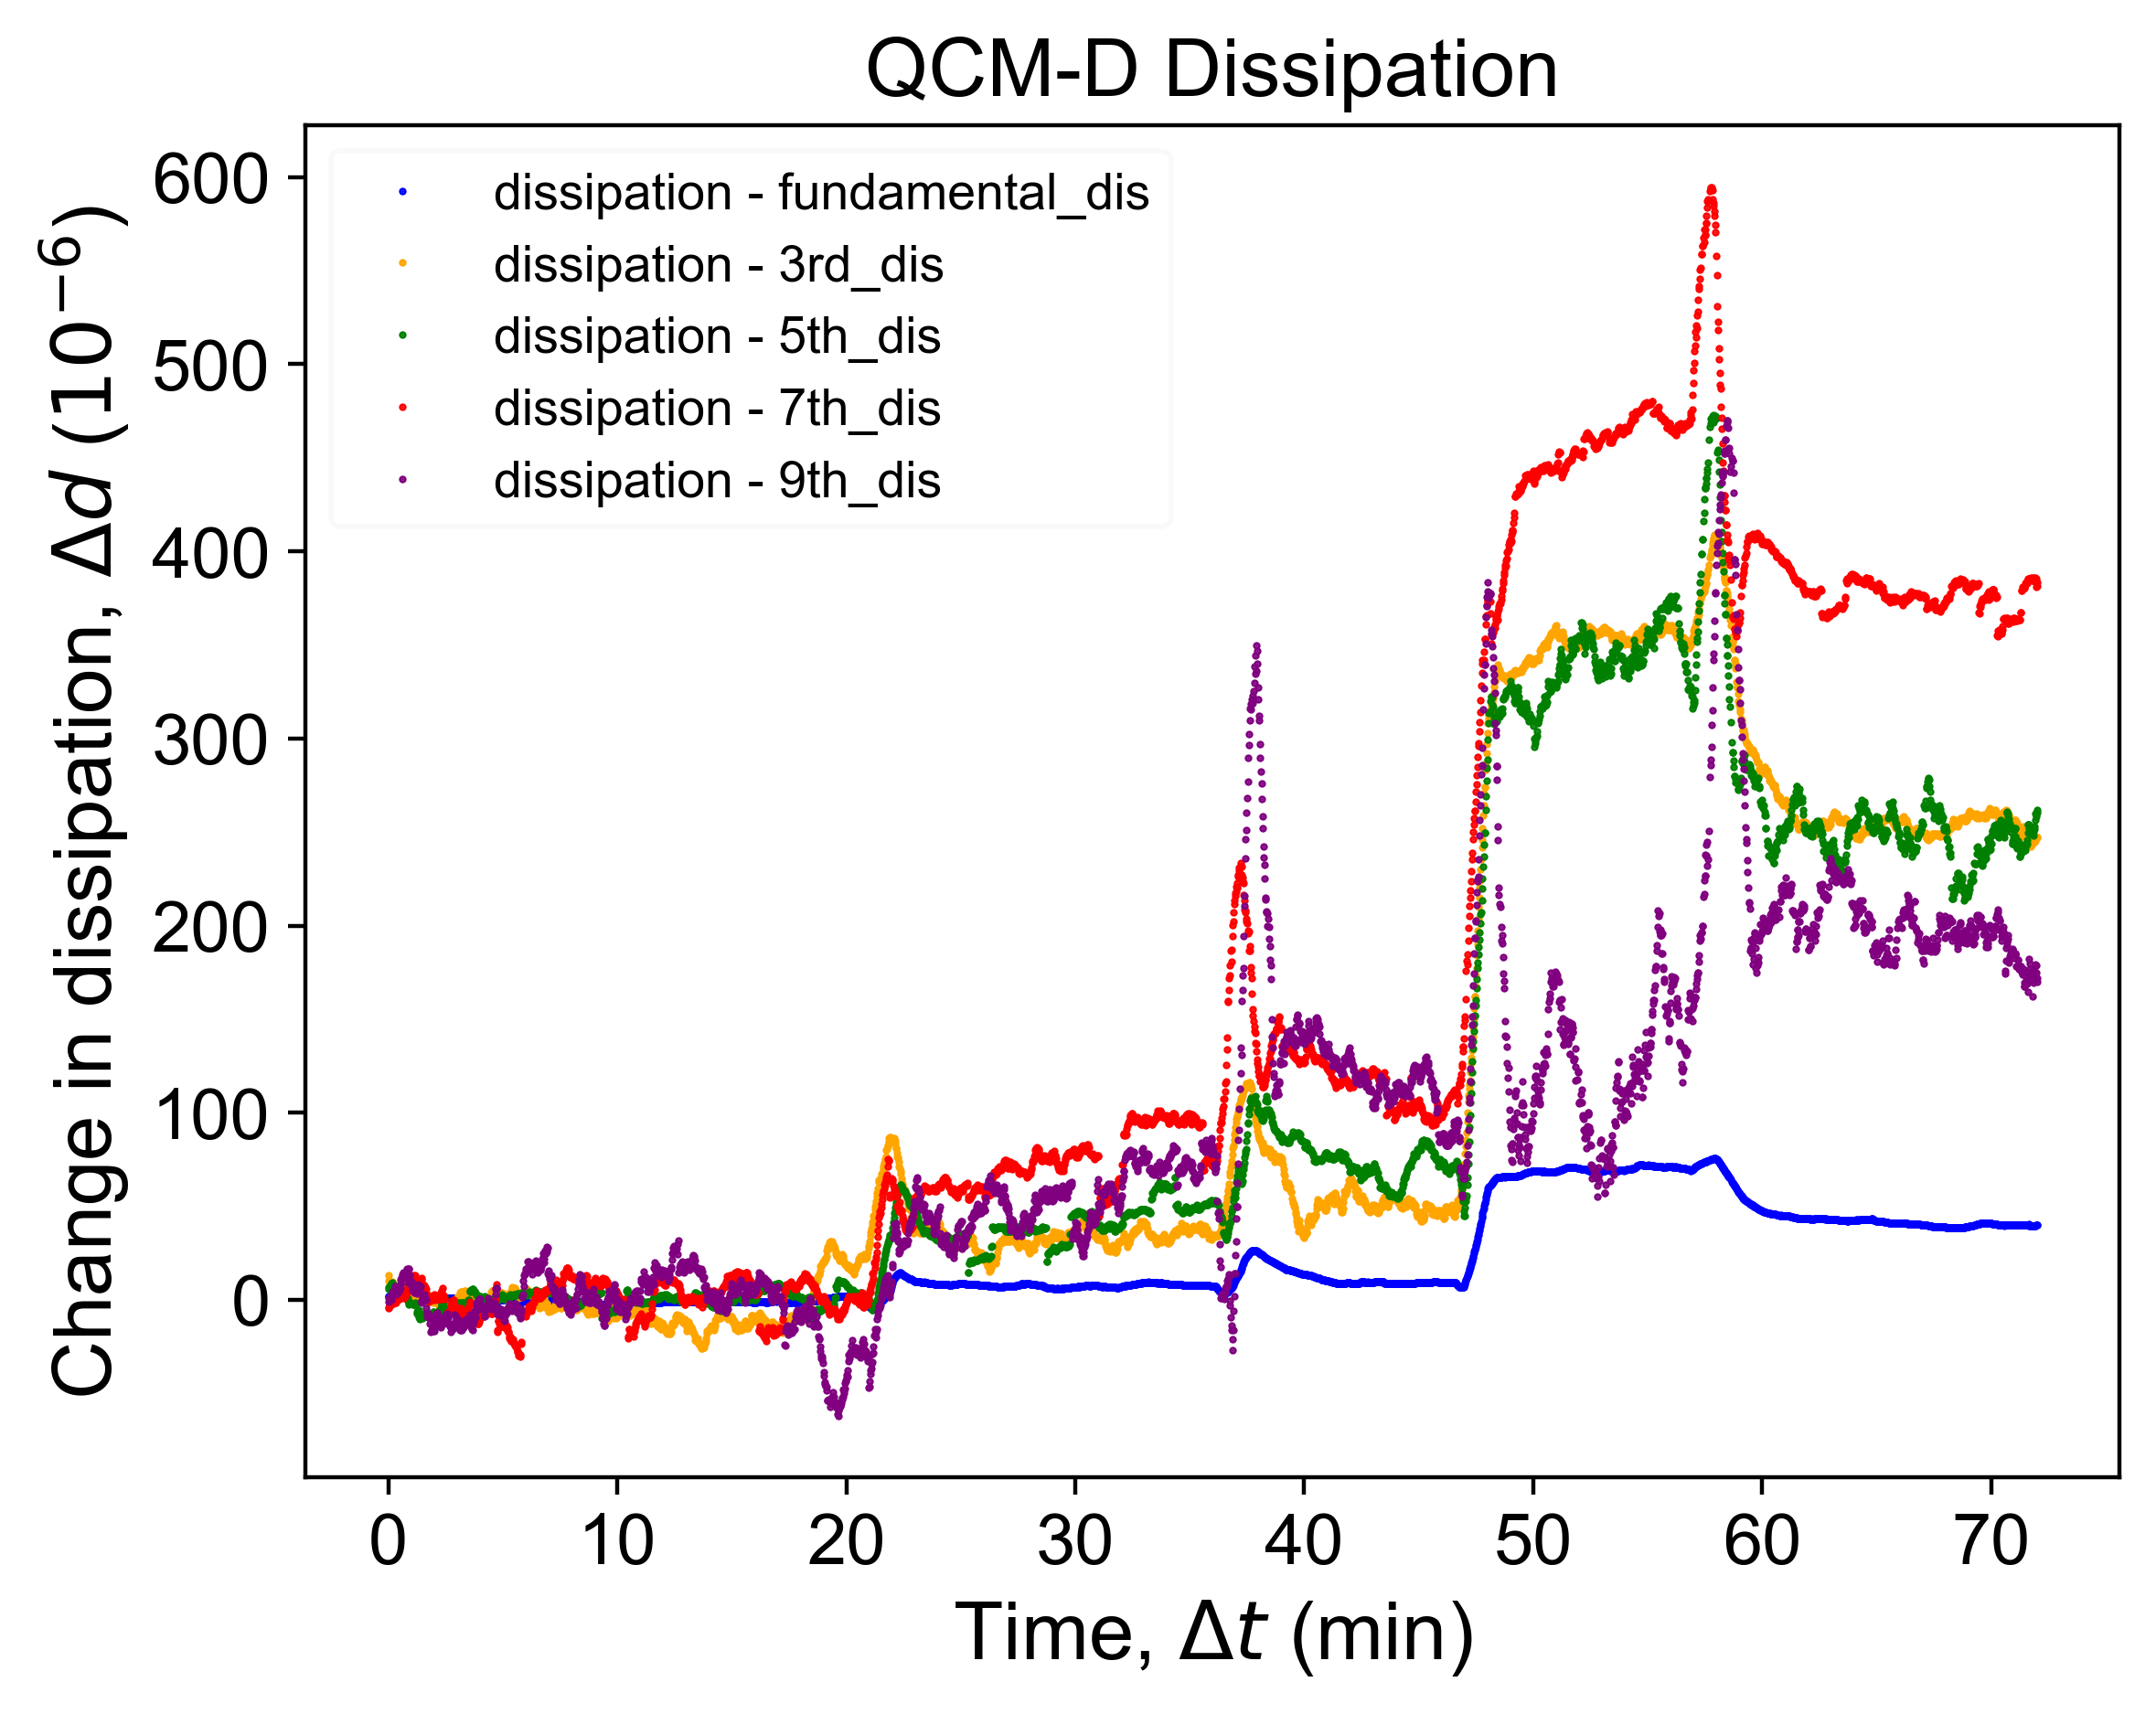 QCM-D Dissipation
Change in dissipation, Δd (10⁻⁶)
600
500
400
300
200
100
0
dissipation - fundamental_dis
dissipation - 3rd_dis
dissipation - 5th_dis
dissipation - 7th_dis
dissipation - 9th_dis
0 10 20 30 40 50 60 70
Time, Δt (min)